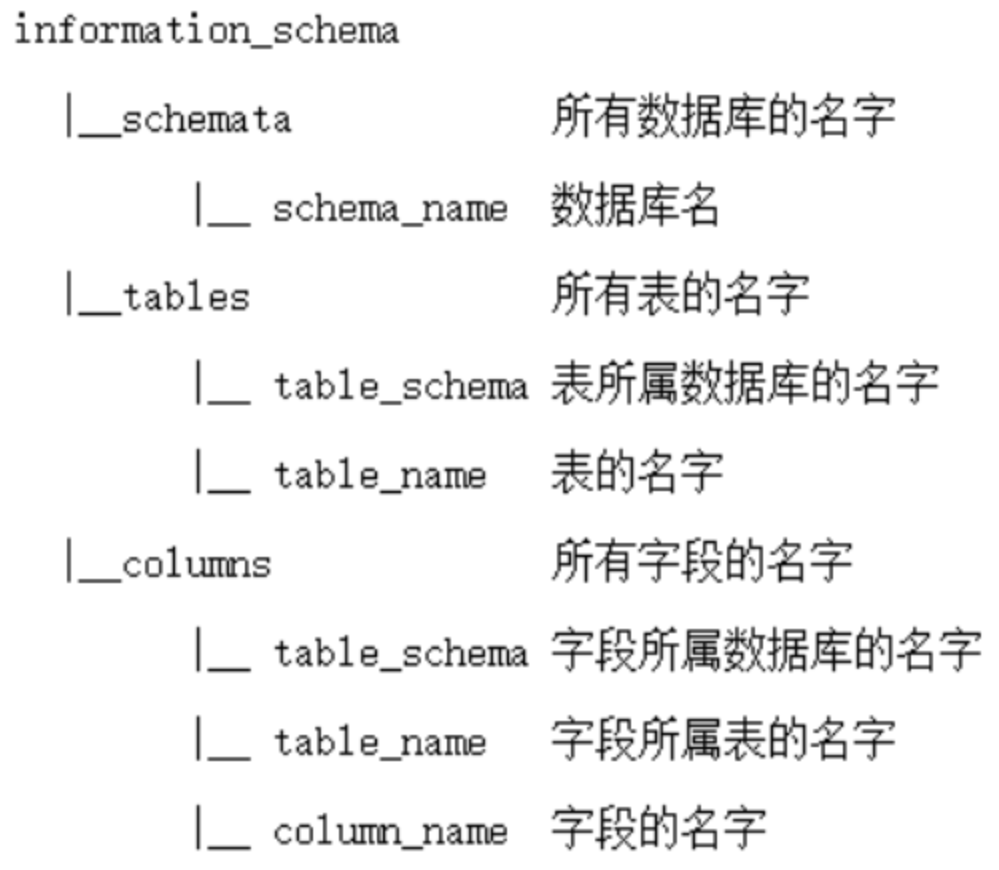 information_schema
|__schemata 所有数据库的名字
|__ schema_name 数据库名
|__tables 所有表的名字
|__ table_schema 表所属数据库的名字
|__ table_name 表的名字
|__columns 所有字段的名字
|__ table_schema 字段所属数据库的名字
|__ table_name 字段所属表的名字
|__ column_name 字段的名字